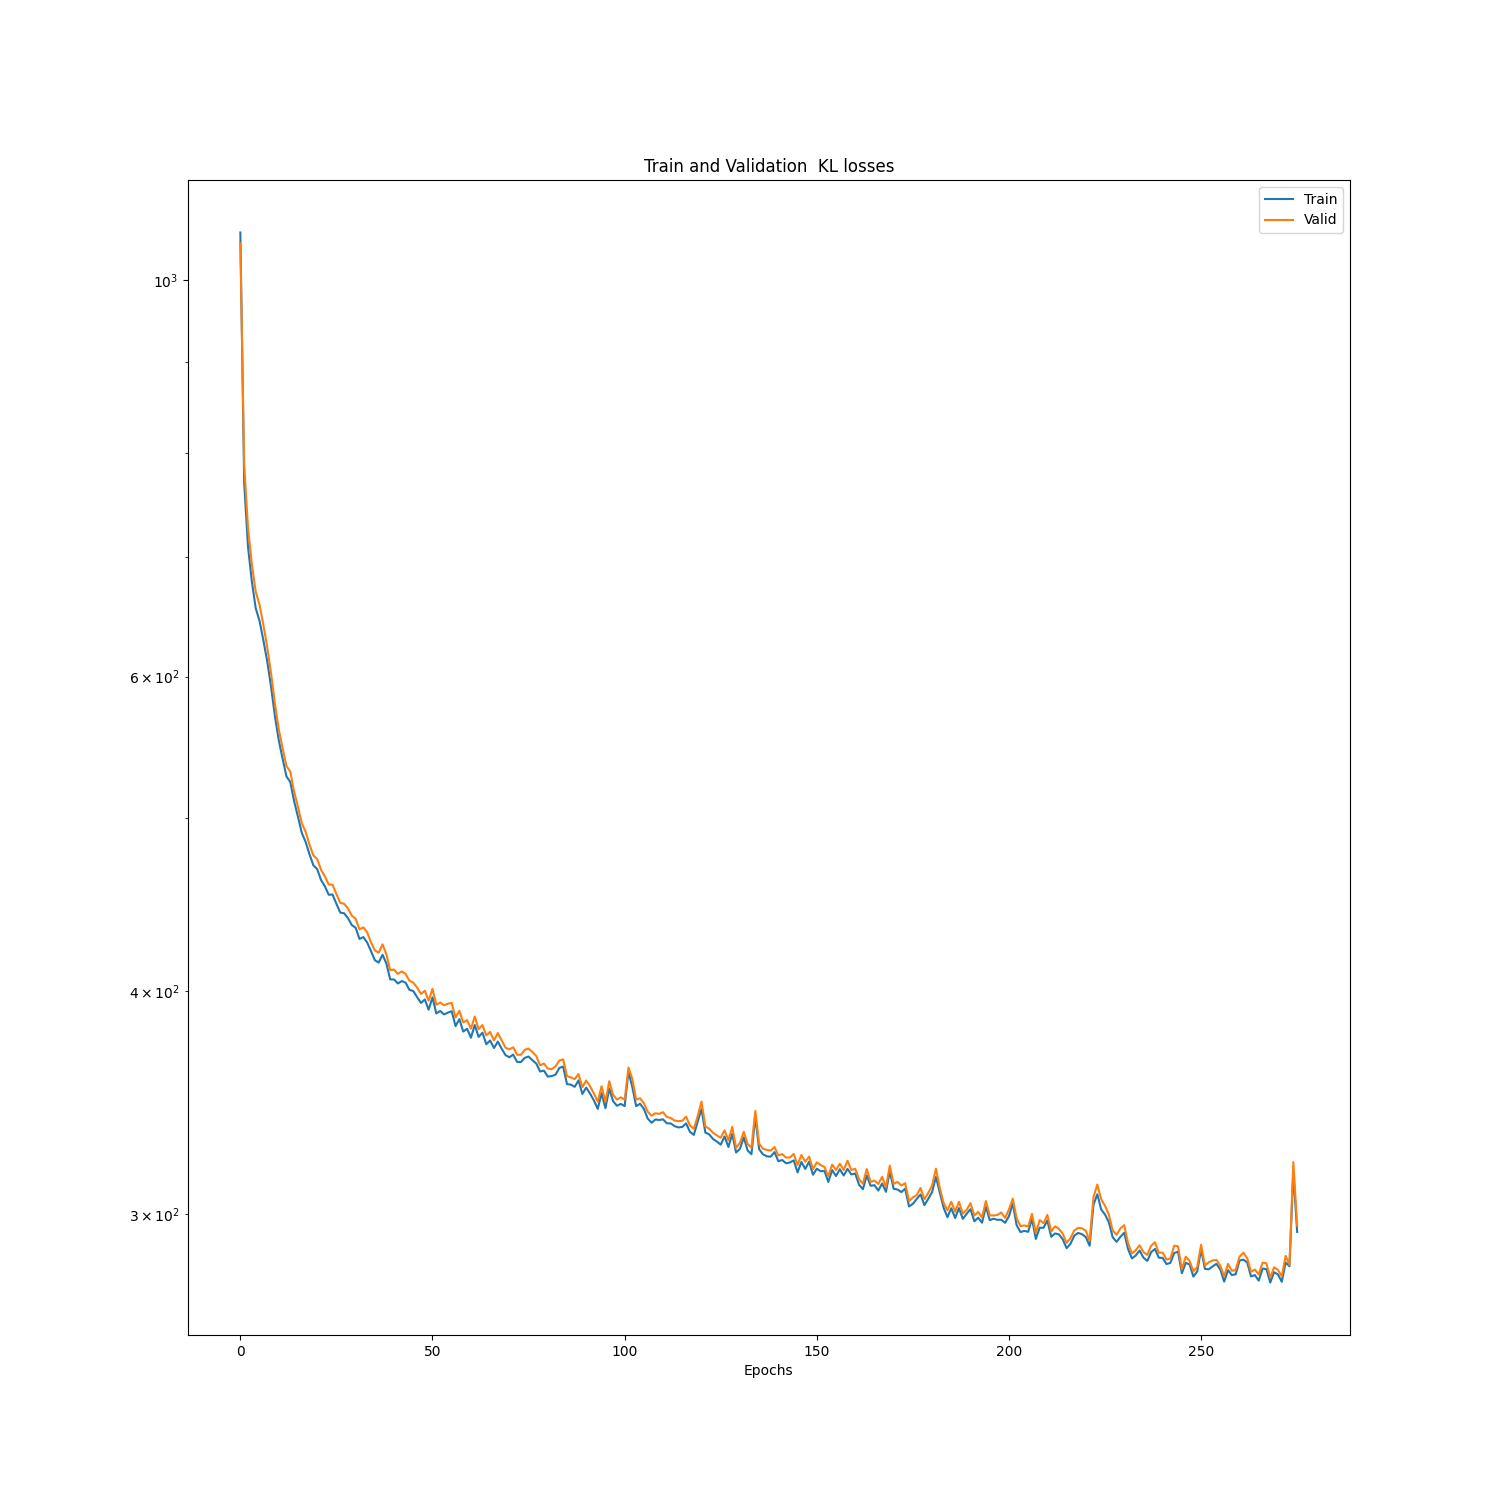 Train and Validation  KL losses
Train
Valid
10³
6 × 10²
4 × 10²
3 × 10²
0 50 100 150 200 250
Epochs